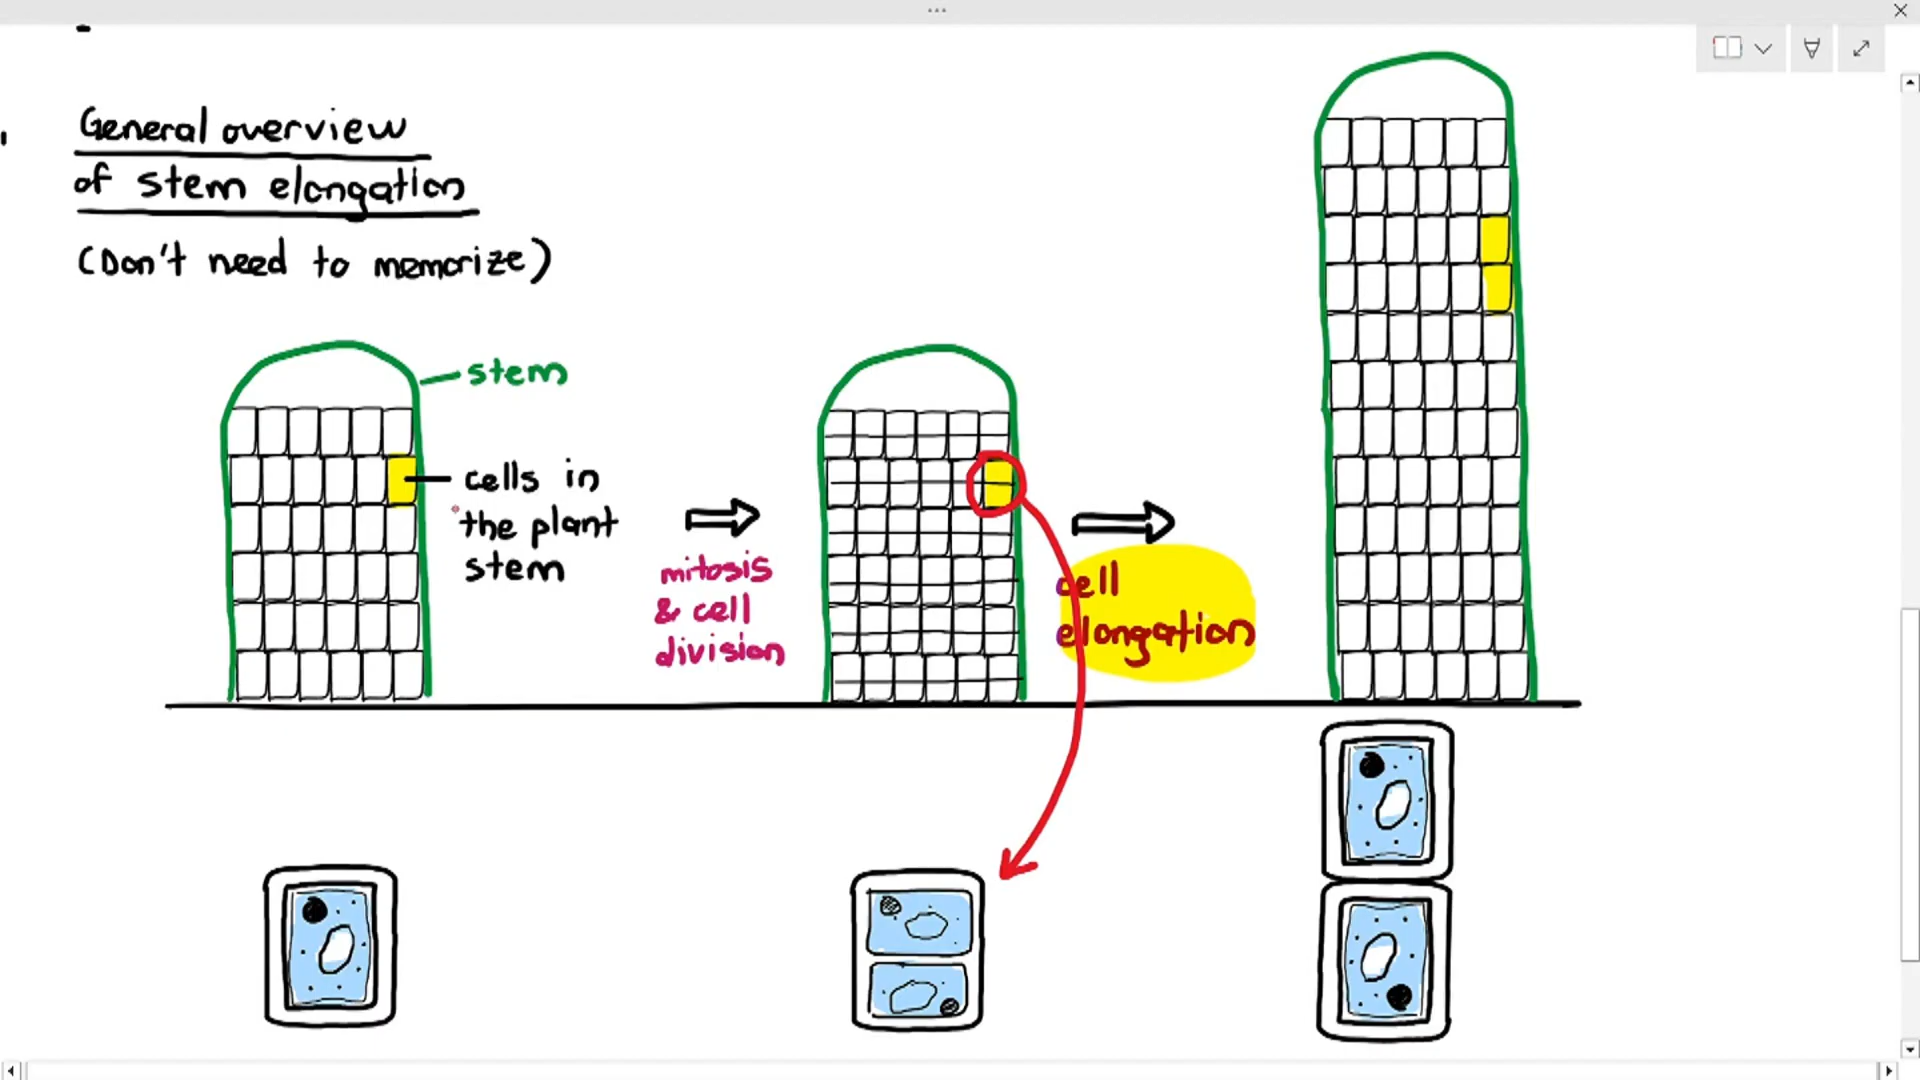 General overview
of stem elongation
(Don't need to memorize)
stem
cells in
the plant
stem
mitosis
& cell
division
cell
elongation